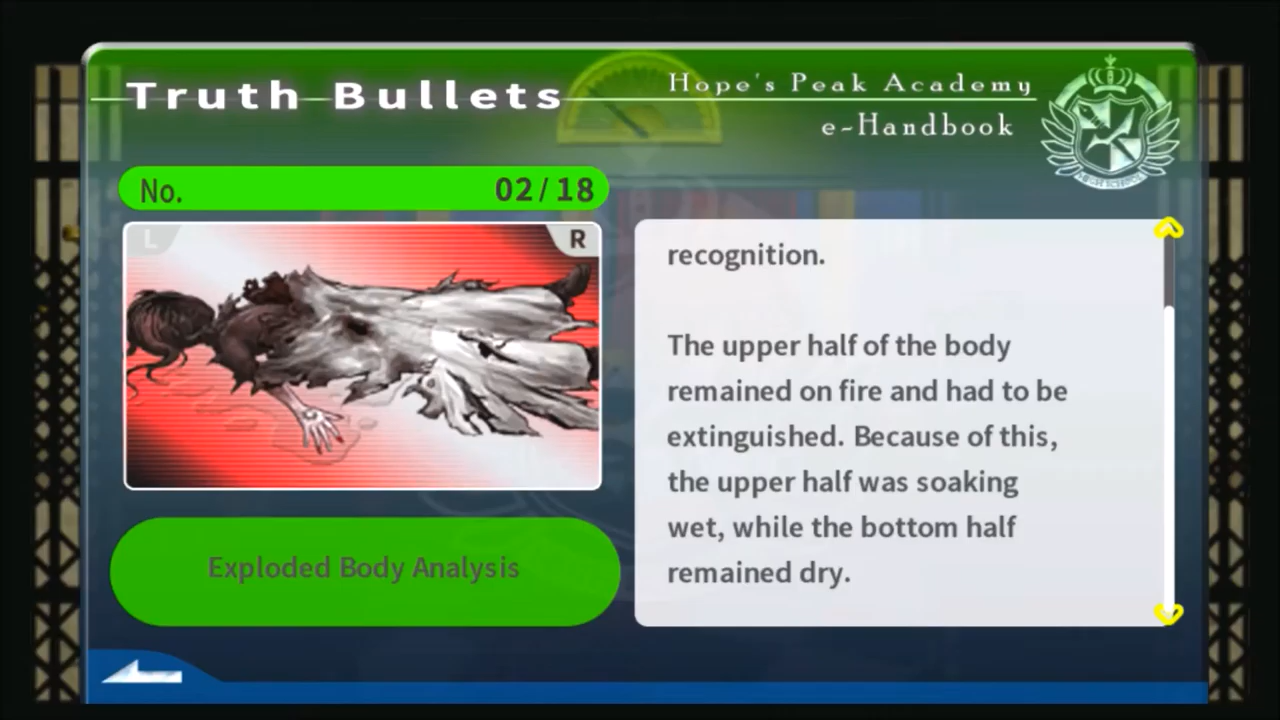 Truth Bullets
Hope's Peak Academy
e-Handbook
No. 02/18
L
R
recognition.
The upper half of the body
remained on fire and had to be
extinguished. Because of this,
the upper half was soaking
wet, while the bottom half
remained dry.
Exploded Body Analysis